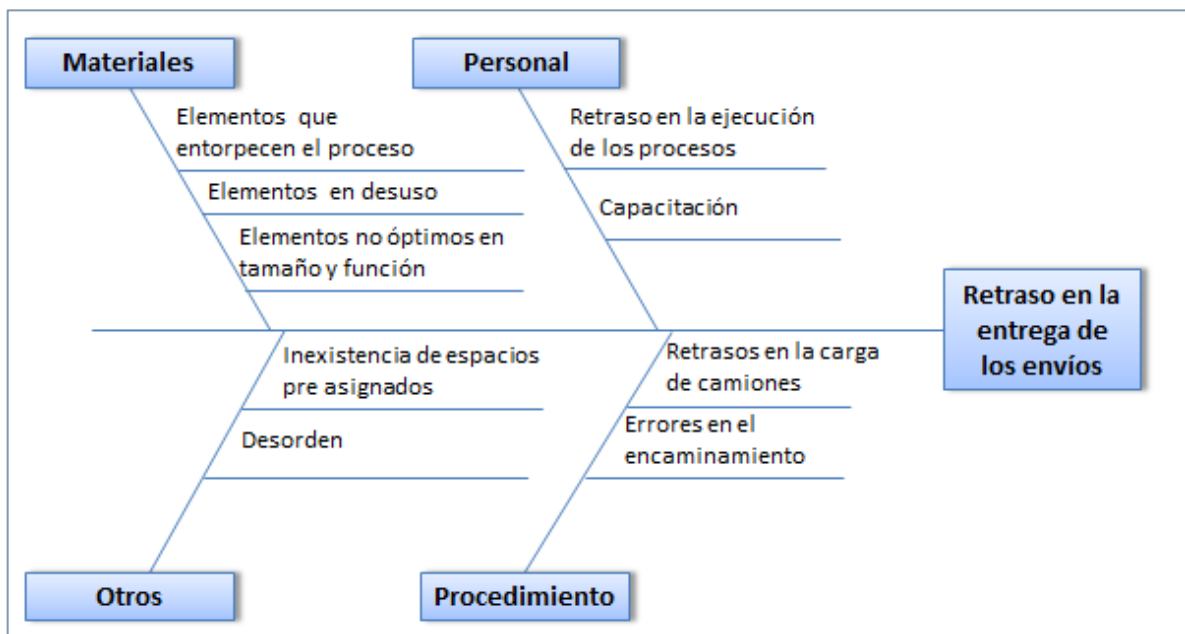 Materiales
Personal
Elementos que
entorpecen el proceso
Elementos en desuso
Elementos no óptimos en
tamaño y función
Retraso en la ejecución
de los procesos
Capacitación
Retraso en la
entrega de
los envíos
Inexistencia de espacios
pre asignados
Desorden
Retrasos en la carga
de camiones
Errores en el
encaminamiento
Otros
Procedimiento